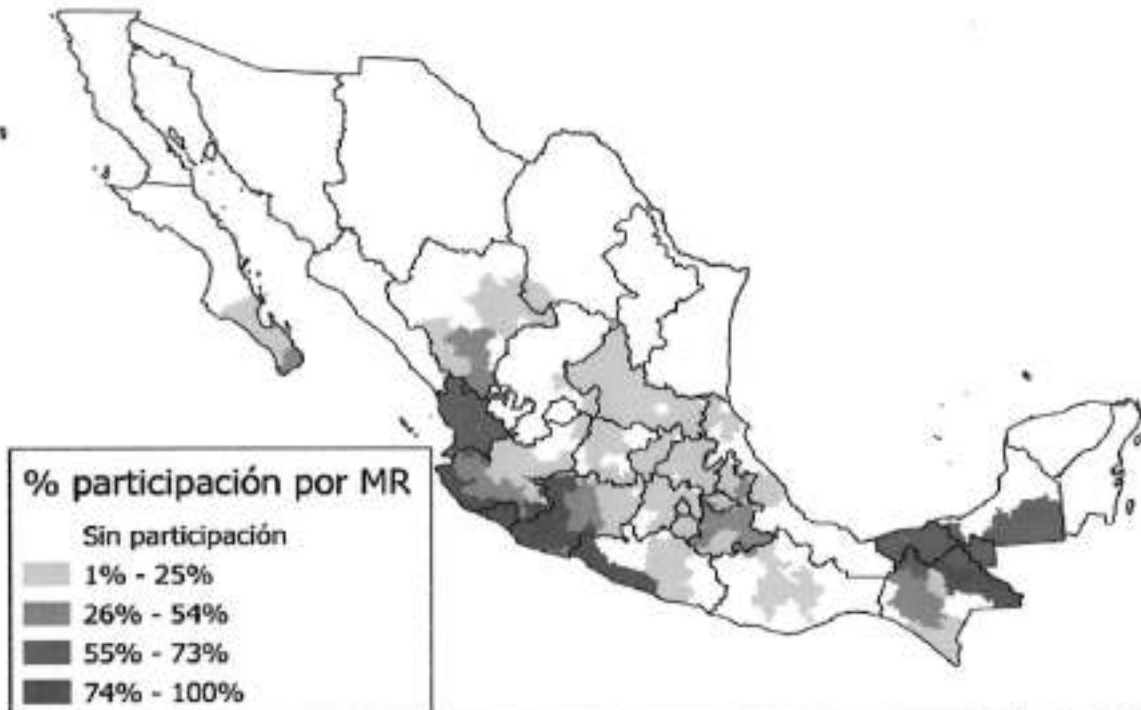 % participación por MR
Sin participación
1% - 25%
26% - 54%
55% - 73%
74% - 100%